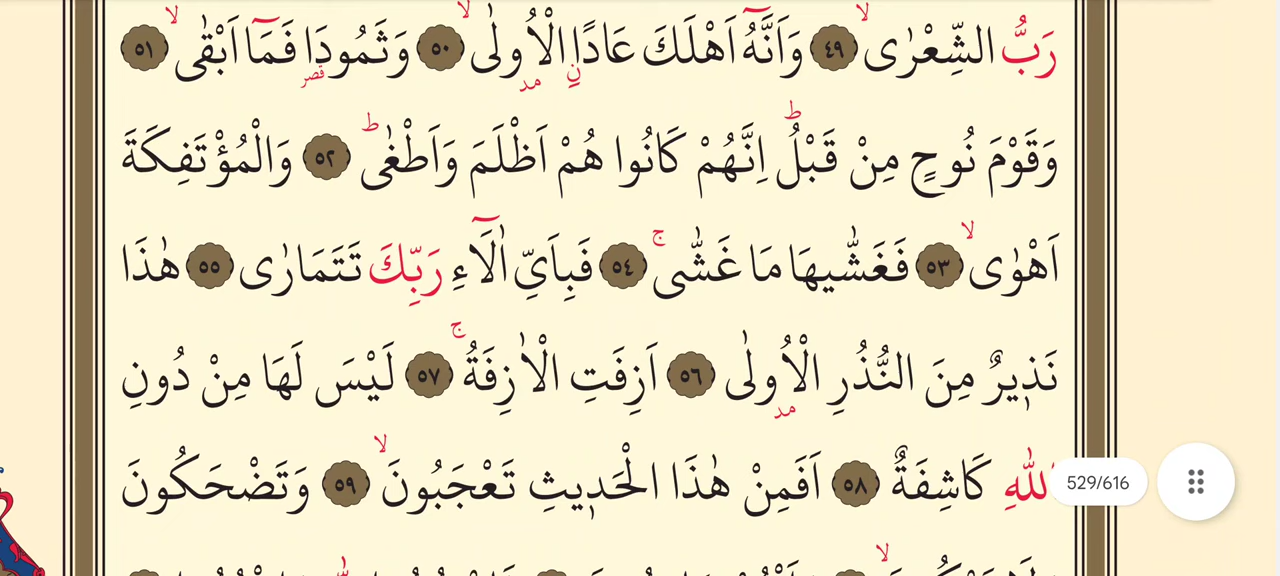 رَبُّ الشِّعْرٰىۙ ﴿٤٩﴾ وَاَنَّهُٓ اَهْلَكَ عَادًاۨ الْاُولٰىۙ ﴿٥٠﴾ وَثَمُودَا۬ فَمَٓا اَبْقٰىۙ ﴿٥١﴾
وَقَوْمَ نُوحٍ مِنْ قَبْلُۜ اِنَّهُمْ كَانُوا هُمْ اَظْلَمَ وَاَطْغٰىۜ ﴿٥٢﴾ وَالْمُؤْتَفِكَةَ
اَهْوٰىۙ ﴿٥٣﴾ فَغَشّٰيهَا مَا غَشّٰىۚ ﴿٥٤﴾ فَبِاَيِّ اٰلَٓاءِ رَبِّكَ تَتَمَارٰى ﴿٥٥﴾ هٰذَا
نَذ۪يرٌ مِنَ النُّذُرِ الْاُو۫لٰى ﴿٥٦﴾ اَزِفَتِ الْاٰزِفَةُۚ ﴿٥٧﴾ لَيْسَ لَهَا مِنْ دُونِ
اللّٰهِ كَاشِفَةٌ ﴿٥٨﴾ اَفَمِنْ هٰذَا الْحَد۪يثِ تَعْجَبُونَۙ ﴿٥٩﴾ وَتَضْحَكُونَ
529/616